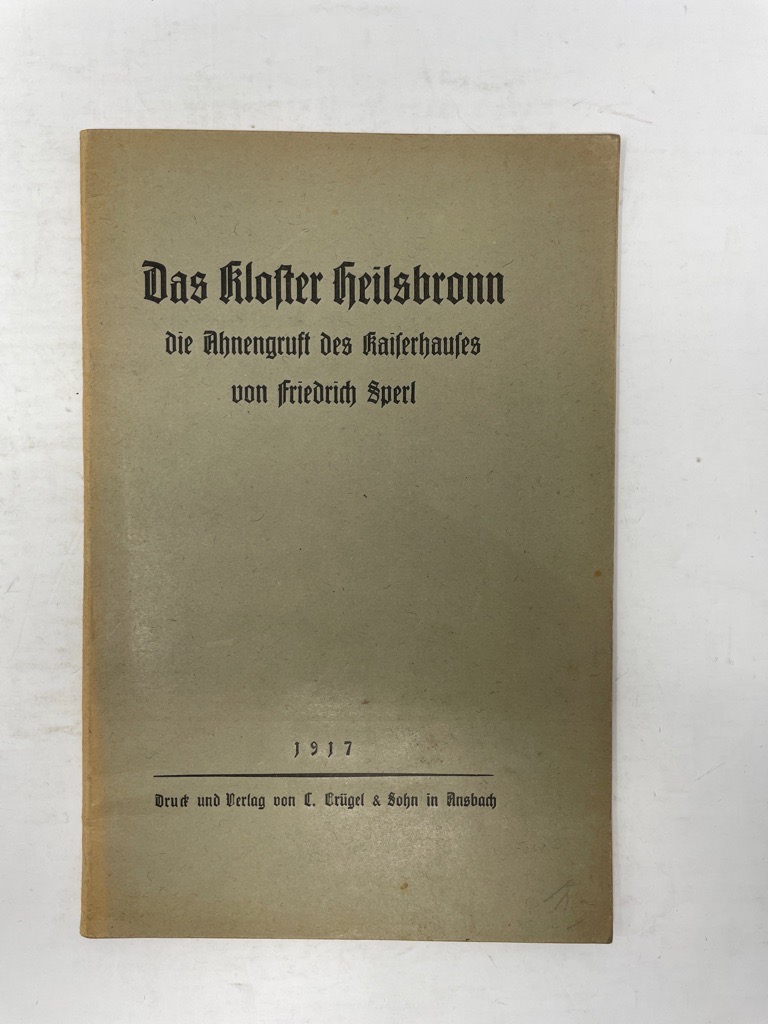 Das Kloſter Heilsbronn
die Ahnengruft des Kaiſerhauſes
von Friedrich Sperl
1917
Druck und Verlag von C. Brügel & Sohn in Ansbach